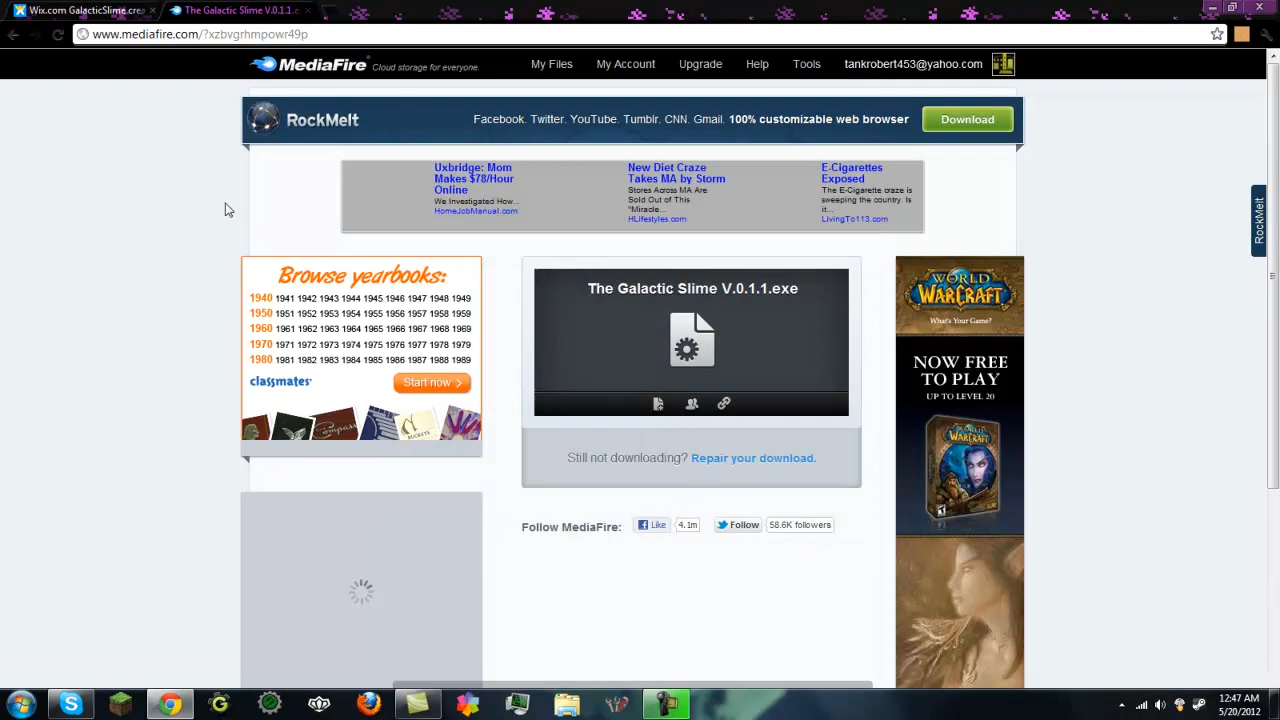 Wix.com GalacticSlime.crea
The Galactic Slime V.0.1.1.e
www.mediafire.com/?xzbvgrhmpowr49p
MediaFire Cloud storage for everyone.
My Files My Account Upgrade Help Tools tankrobert453@yahoo.com
RockMelt
Facebook. Twitter. YouTube. Tumblr. CNN. Gmail. 100% customizable web browser
Download
Uxbridge: Mom
Makes $78/Hour
Online
We Investigated How...
HomeJobManual.com
New Diet Craze
Takes MA by Storm
Stores Across MA Are
Sold Out of This
"Miracle...
HLifestyles.com
E-Cigarettes
Exposed
The E-Cigarette craze is
sweeping the country. Is
it...
LivingTo113.com
RockMelt
Browse yearbooks:
1940 1941 1942 1943 1944 1945 1946 1947 1948 1949
1950 1951 1952 1953 1954 1955 1956 1957 1958 1959
1960 1961 1962 1963 1964 1965 1966 1967 1968 1969
1970 1971 1972 1973 1974 1975 1976 1977 1978 1979
1980 1981 1982 1983 1984 1985 1986 1987 1988 1989
classmates
Start now >
Compass
The Galactic Slime V.0.1.1.exe
Still not downloading? Repair your download.
Follow MediaFire:
Like 4.1m
Follow 58.6K followers
WORLD
WARCRAFT
What's Your Game?
NOW FREE
TO PLAY
UP TO LEVEL 20
WORLD
WARCRAFT
12:47 AM
5/20/2012